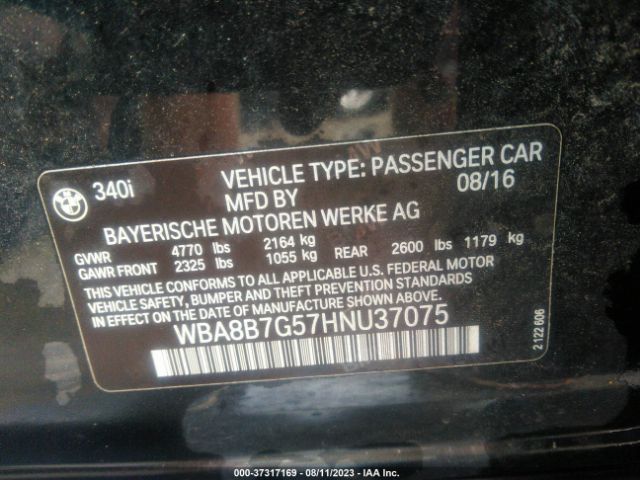 BMW
340i
VEHICLE TYPE: PASSENGER CAR
MFD BY 08/16
BAYERISCHE MOTOREN WERKE AG
GVWR 4770 lbs 2164 kg
GAWR FRONT 2325 lbs 1055 kg REAR 2600 lbs 1179 kg
THIS VEHICLE CONFORMS TO ALL APPLICABLE U.S. FEDERAL MOTOR
VEHICLE SAFETY, BUMPER AND THEFT PREVENTION STANDARDS IN EFFECT
ON THE DATE OF MANUFACTURE SHOWN ABOVE.
WBA8B7G57HNU37075
2 122 606
000-37317169 - 08/11/2023 - IAA Inc.